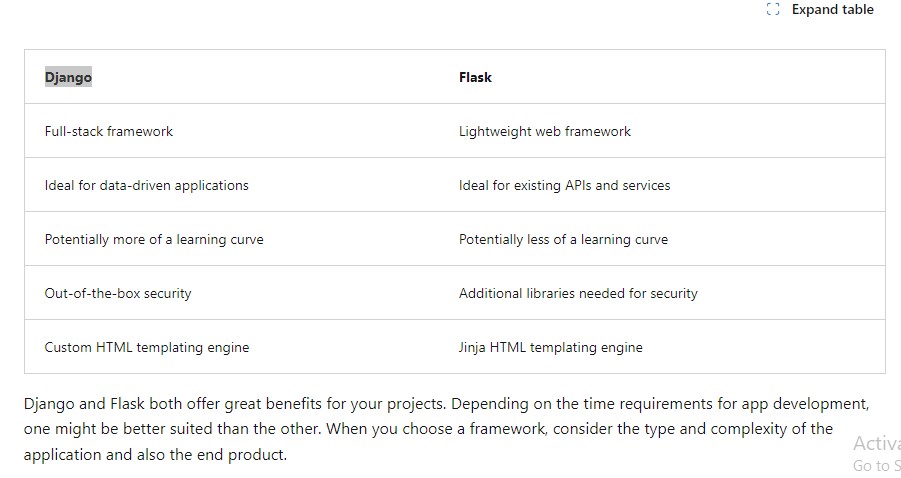 Expand table
Django Flask
Full-stack framework Lightweight web framework
Ideal for data-driven applications Ideal for existing APIs and services
Potentially more of a learning curve Potentially less of a learning curve
Out-of-the-box security Additional libraries needed for security
Custom HTML templating engine Jinja HTML templating engine
Django and Flask both offer great benefits for your projects. Depending on the time requirements for app development,
one might be better suited than the other. When you choose a framework, consider the type and complexity of the
application and also the end product.
Go to